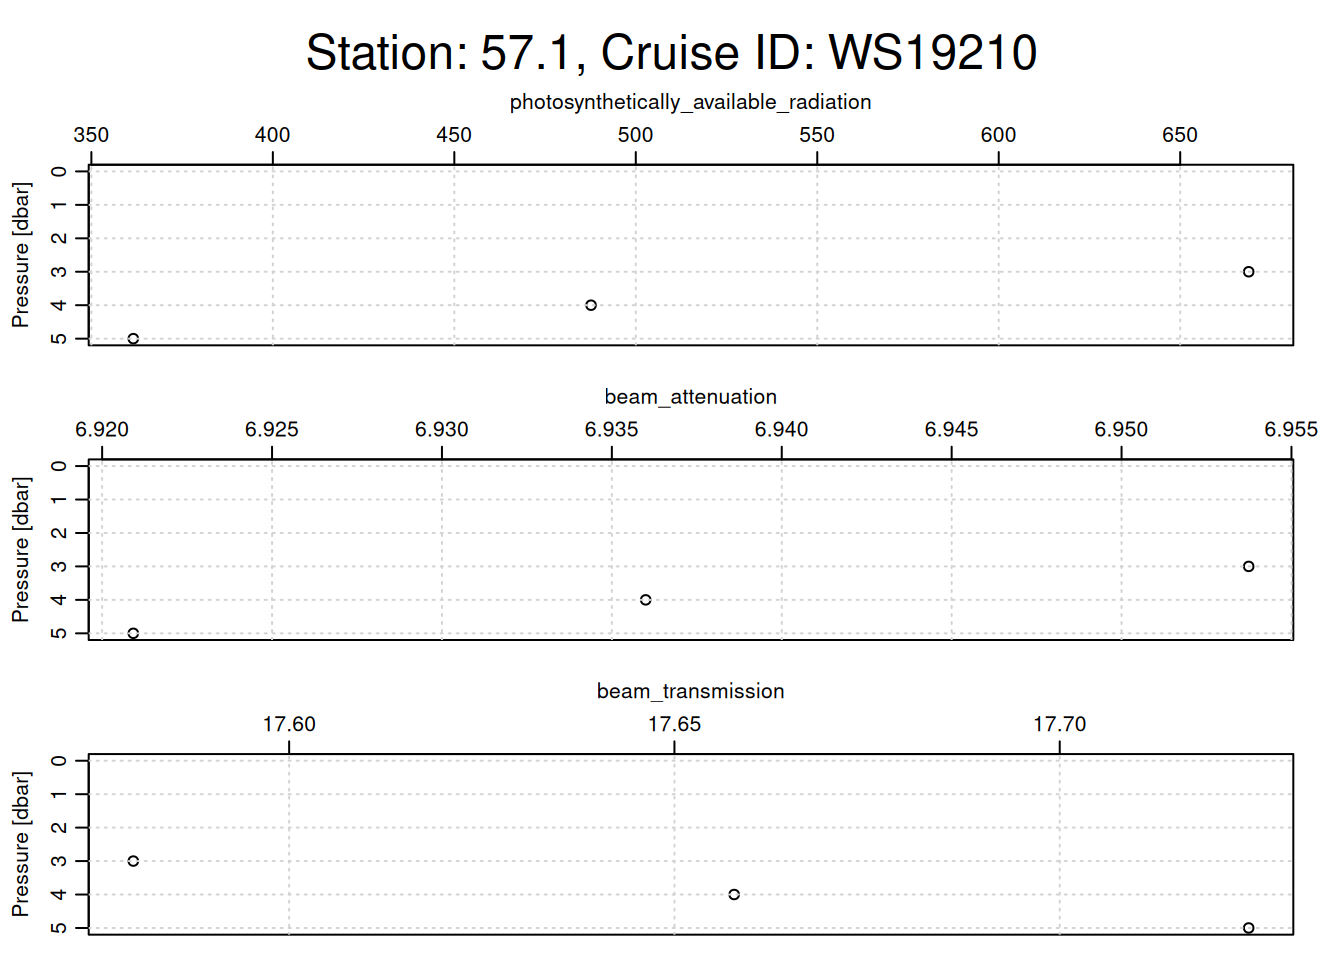 Station: 57.1, Cruise ID: WS19210
photosynthetically_available_radiation
350 400 450 500 550 600 650
Pressure [dbar]
0
1
2
3
4
5
beam_attenuation
6.920 6.925 6.930 6.935 6.940 6.945 6.950 6.955
Pressure [dbar]
0
1
2
3
4
5
beam_transmission
17.60 17.65 17.70
Pressure [dbar]
0
1
2
3
4
5